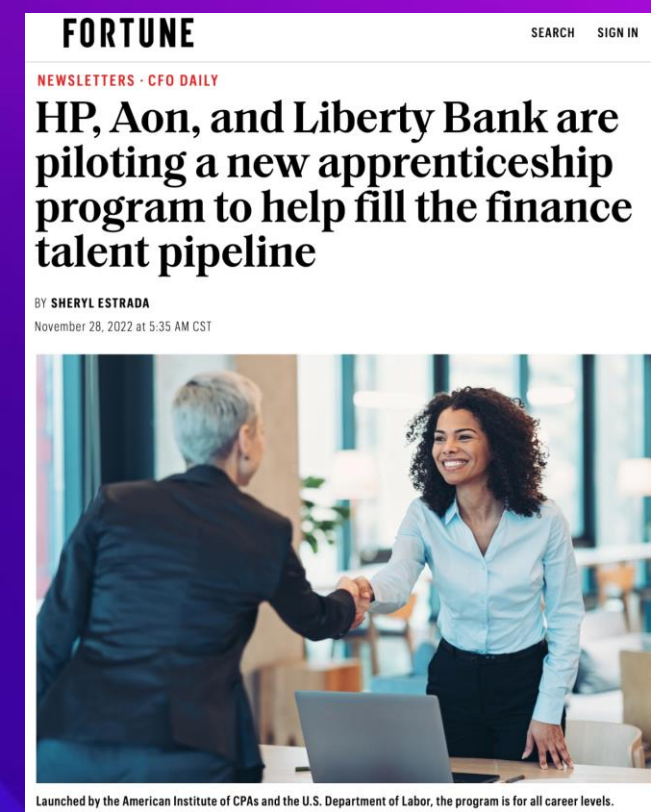 FORTUNE
SEARCH SIGN IN
NEWSLETTERS · CFO DAILY
HP, Aon, and Liberty Bank are
piloting a new apprenticeship
program to help fill the finance
talent pipeline
BY SHERYL ESTRADA
November 28, 2022 at 5:35 AM CST
Launched by the American Institute of CPAs and the U.S. Department of Labor, the program is for all career levels.